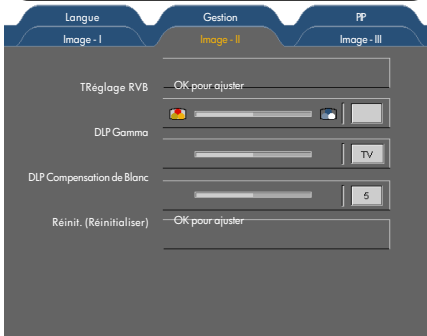 Langue Gestion PIP
Image - I Image - II Image - III
TRéglage RVB OK pour ajuster
DLP Gamma
TV
DLP Compensation de Blanc
5
Réinit. (Réinitialiser) OK pour ajuster